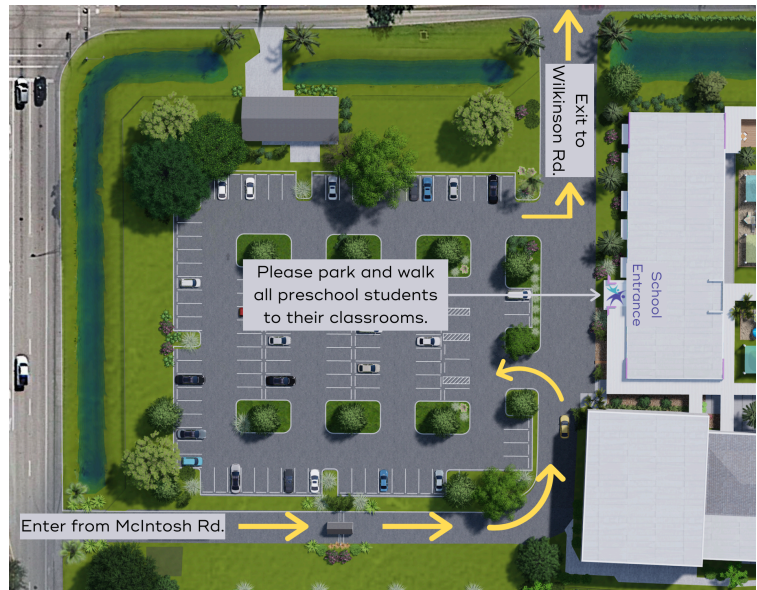 Exit to
Wilkinson Rd.
Please park and walk
all preschool students
to their classrooms.
School
Entrance
Enter from McIntosh Rd.